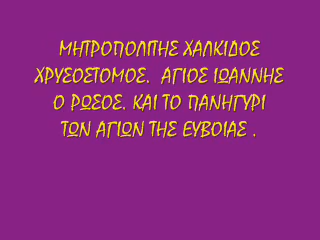 ΜΗΤΡΟΠΟΛΙΤΗΣ ΧΑΛΚΙΔΟΣ
ΧΡΥΣΟΣΤΟΜΟΣ. ΑΓΙΟΣ ΙΩΑΝΝΗΣ
Ο ΡΩΣΟΣ. ΚΑΙ ΤΟ ΠΑΝΗΓΥΡΙ
ΤΩΝ ΑΓΙΩΝ ΤΗΣ ΕΥΒΟΙΑΣ .